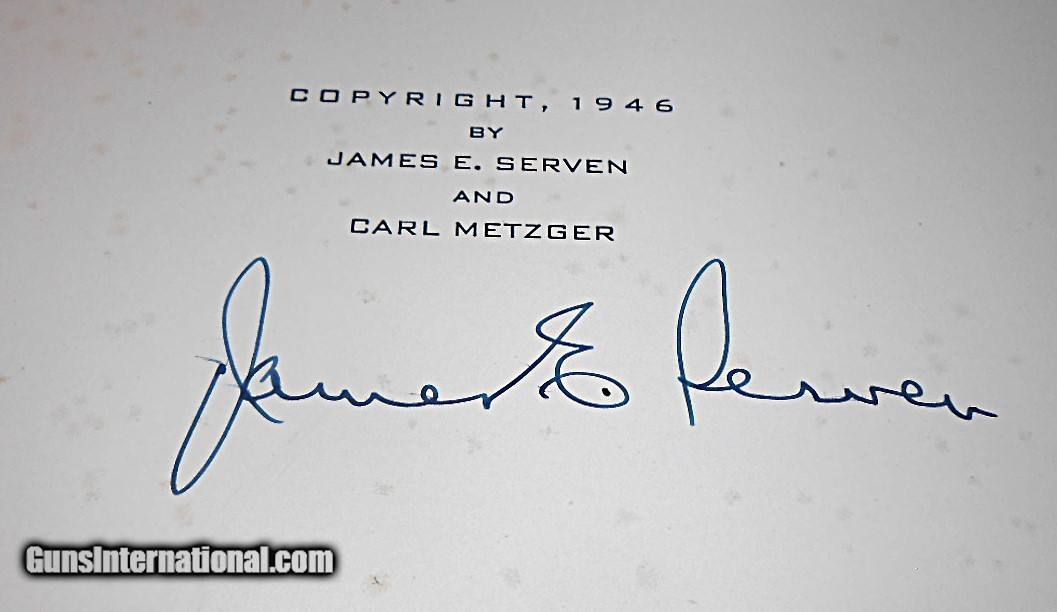 COPYRIGHT, 1946
BY
JAMES E. SERVEN
AND
CARL METZGER
James E. Serven
GunsInternational.com